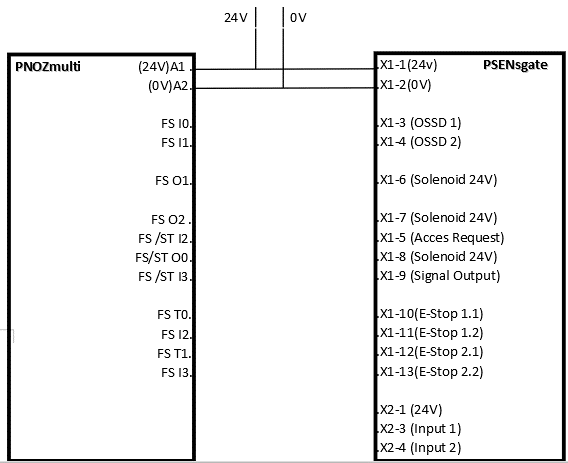 24V 0V
PNOZmulti (24V)A1 X1-1(24v) PSENsgate
(0V)A2. X1-2(0V)
FS I0. X1-3 (OSSD 1)
FS I1. X1-4 (OSSD 2)
FS O1. X1-6 (Solenoid 24V)
FS O2. X1-7 (Solenoid 24V)
FS /ST I2. X1-5 (Acces Request)
FS/ST O0. X1-8 (Solenoid 24V)
FS /ST I3. X1-9 (Signal Output)
FS T0. X1-10(E-Stop 1.1)
FS I2. X1-11(E-Stop 1.2)
FS T1. X1-12(E-Stop 2.1)
FS I3. X1-13(E-Stop 2.2)
X2-1 (24V)
X2-3 (Input 1)
X2-4 (Input 2)